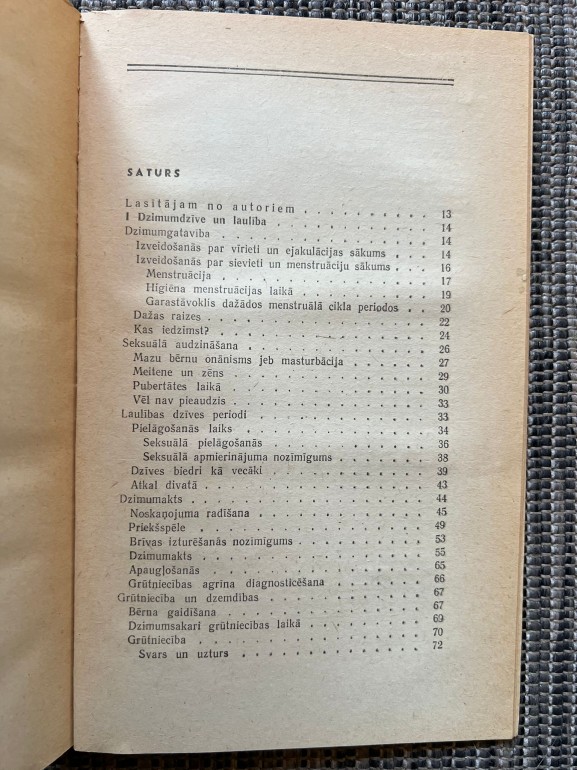 SATURS
Lasītājam no autoriem . . . . . . . . 13
I Dzimumdzīve un laulība . . . . . . . . 14
Dzimumgatavība . . . . . . . . 14
Izveidošanās par vīrieti un ejakulācijas sākums . . . 14
Izveidošanās par sievieti un menstruāciju sākums . . . 16
Menstruācija . . . . . . . . 17
Higiēna menstruācijas laikā . . . . . . . . 19
Garastāvoklis dažādos menstruālā cikla periodos . . . 20
Dažas raizes . . . . . . . . 22
Kas iedzimst? . . . . . . . . 24
Seksuālā audzināšana . . . . . . . . 26
Mazu bērnu onānisms jeb masturbācija . . . . . 27
Meitene un zēns . . . . . . . . 29
Pubertātes laikā . . . . . . . . 30
Vēl nav pieaudzis . . . . . . . . 33
Laulības dzīves periodi . . . . . . . . 33
Pielāgošanās laiks . . . . . . . . 34
Seksuālā pielāgošanās . . . . . . . . 36
Seksuālā apmierinājuma nozīmīgums . . . . . . 38
Dzīves biedri kā vecāki . . . . . . . . 39
Atkal divatā . . . . . . . . 43
Dzimumakts . . . . . . . . 44
Noskaņojuma radīšana . . . . . . . . 45
Priekšspēle . . . . . . . . 49
Brīvas izturēšanās nozīmīgums . . . . . . . . 53
Dzimumakts . . . . . . . . 55
Apaugļošanās . . . . . . . . 65
Grūtniecības agrīna diagnosticēšana . . . . . . 66
Grūtniecība un dzemdības . . . . . . . . 67
Bērna gaidīšana . . . . . . . . 67
Dzimumsakari grūtniecības laikā . . . . . . . 69
Grūtniecība . . . . . . . . 70
Svars un uzturs . . . . . . . . 72